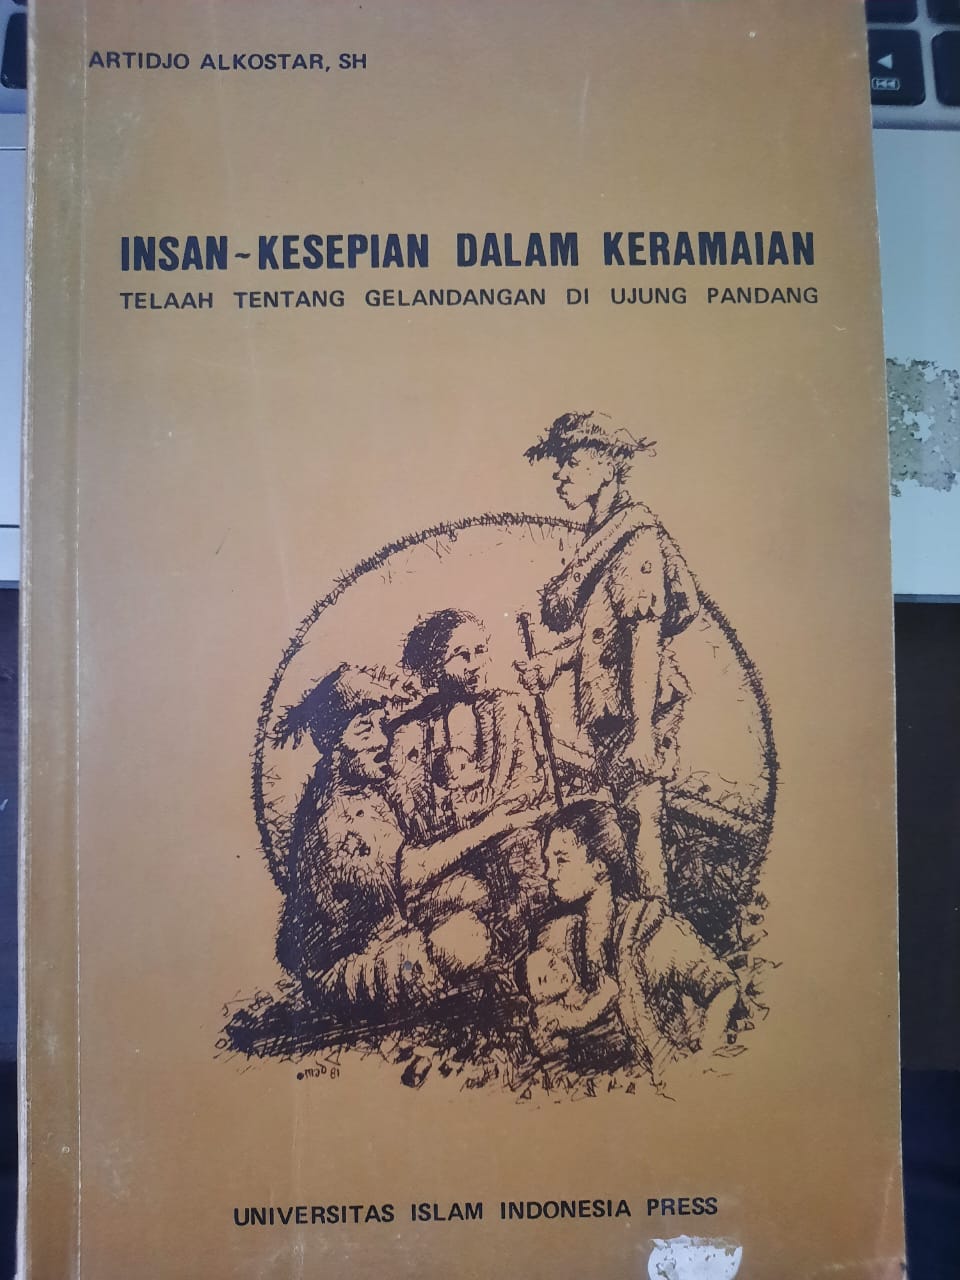 ARTIDJO ALKOSTAR, SH
INSAN~KESEPIAN DALAM KERAMAIAN
TELAAH TENTANG GELANDANGAN DI UJUNG PANDANG
UNIVERSITAS ISLAM INDONESIA PRESS